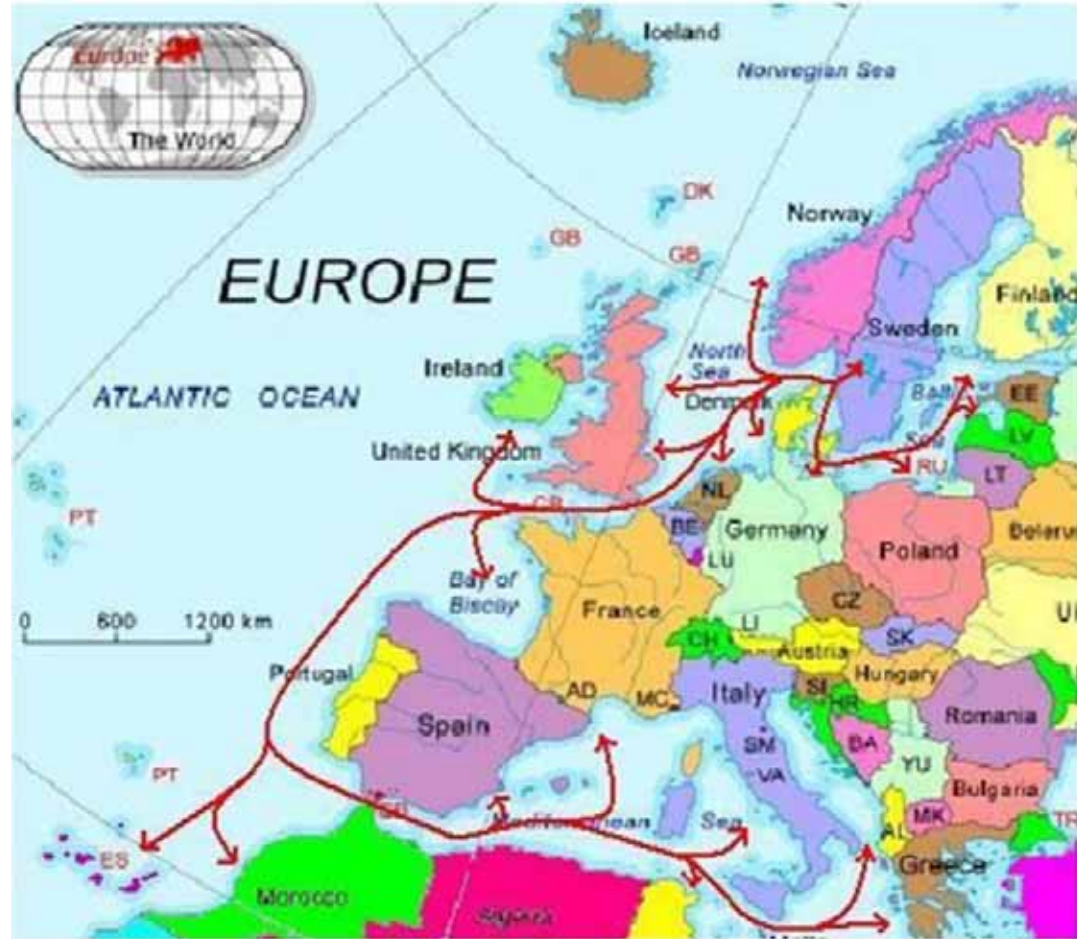 Iceland
Europe
Norwegian Sea
The World
DK
Norway
GB
GB
EUROPE
Finland
Sweden
North
Sea
Ireland
ATLANTIC OCEAN
Denmark
EE
LV
Sea
United Kingdom
RU
LT
PT
GB
NL
BE
Germany
Belarus
Poland
LU
Bay of
Biscay
France
CZ
0 600 1200 km
LI
SK
CH
Austria
Hungary
Portugal
AD
MC
Italy
SI
HR
Romania
Spain
SM
BA
VA
YU
PT
Bulgaria
Mediterranean Sea
AL
MK
TR
ES
Greece
Morocco
Algeria